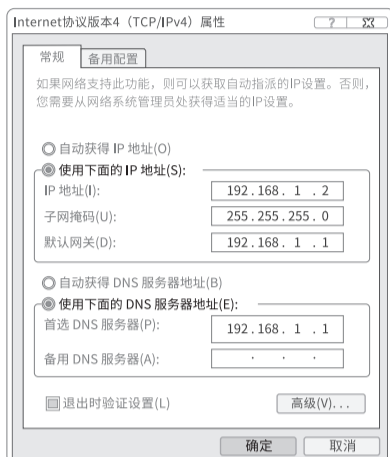 Internet协议版本4（TCP/IPv4）属性
常规
备用配置
如果网络支持此功能，则可以获取自动指派的IP设置。否则，
您需要从网络系统管理员处获得适当的IP设置。
自动获得 IP 地址(O)
使用下面的 IP 地址(S):
IP 地址(I): 192.168. 1 . 2
子网掩码(U): 255.255.255. 0
默认网关(D): 192.168. 1 . 1
自动获得 DNS 服务器地址(B)
使用下面的 DNS 服务器地址(E):
首选 DNS 服务器(P): 192.168. 1 . 1
备用 DNS 服务器(A): . . .
退出时验证设置(L)
高级(V)...
确定 取消